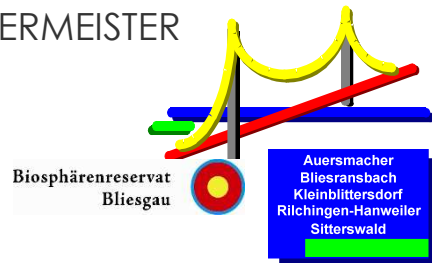 ERMEISTER
Biosphärenreservat
Bliesgau
Auersmacher
Bliesransbach
Kleinblittersdorf
Rilchingen-Hanweiler
Sitterswald